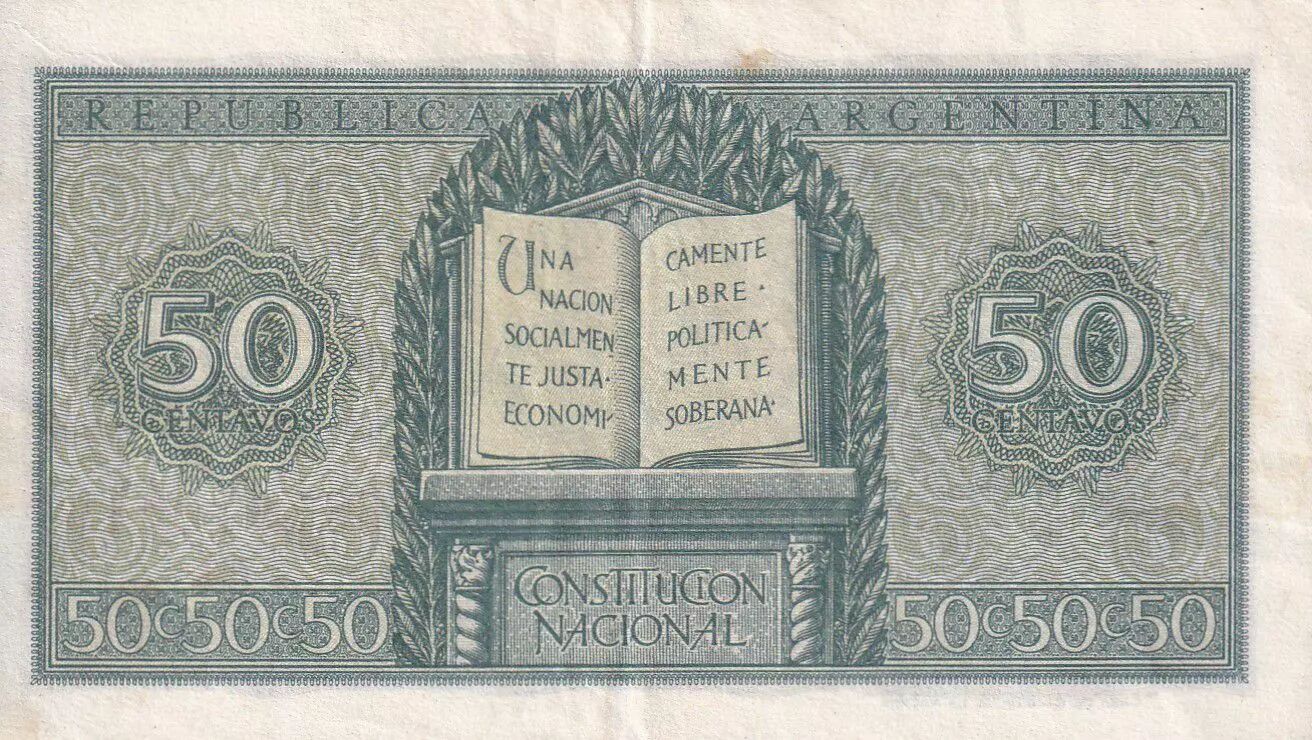 REPUBLICA ARGENTINA
UNA
NACION
SOCIALMEN
TE JUSTA·
ECONOMI-
CAMENTE
LIBRE·
POLITICA-
MENTE
SOBERANA·
50
CENTAVOS
50
CENTAVOS
CONSTITUCION
NACIONAL
50c50c50
50c50c50